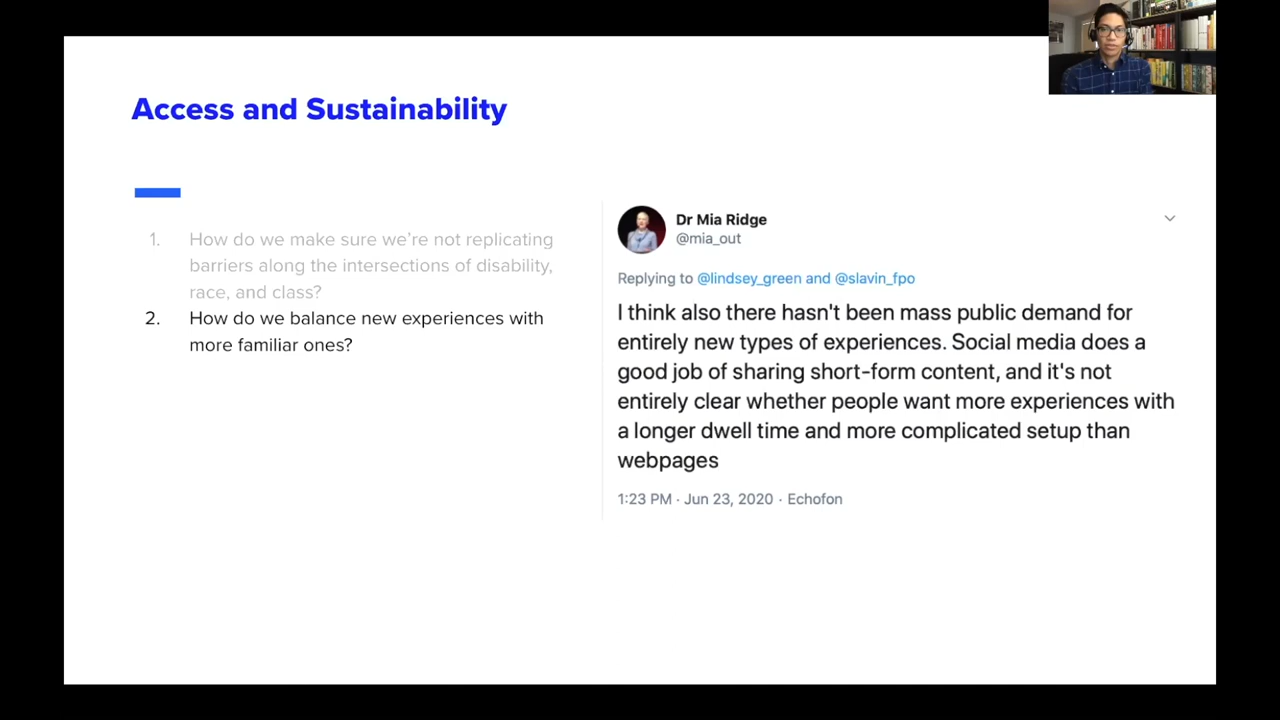 Access and Sustainability
1. How do we make sure we're not replicating
barriers along the intersections of disability,
race, and class?
2. How do we balance new experiences with
more familiar ones?
Dr Mia Ridge
@mia_out
Replying to @lindsey_green and @slavin_fpo
I think also there hasn't been mass public demand for
entirely new types of experiences. Social media does a
good job of sharing short-form content, and it's not
entirely clear whether people want more experiences with
a longer dwell time and more complicated setup than
webpages
1:23 PM · Jun 23, 2020 · Echofon